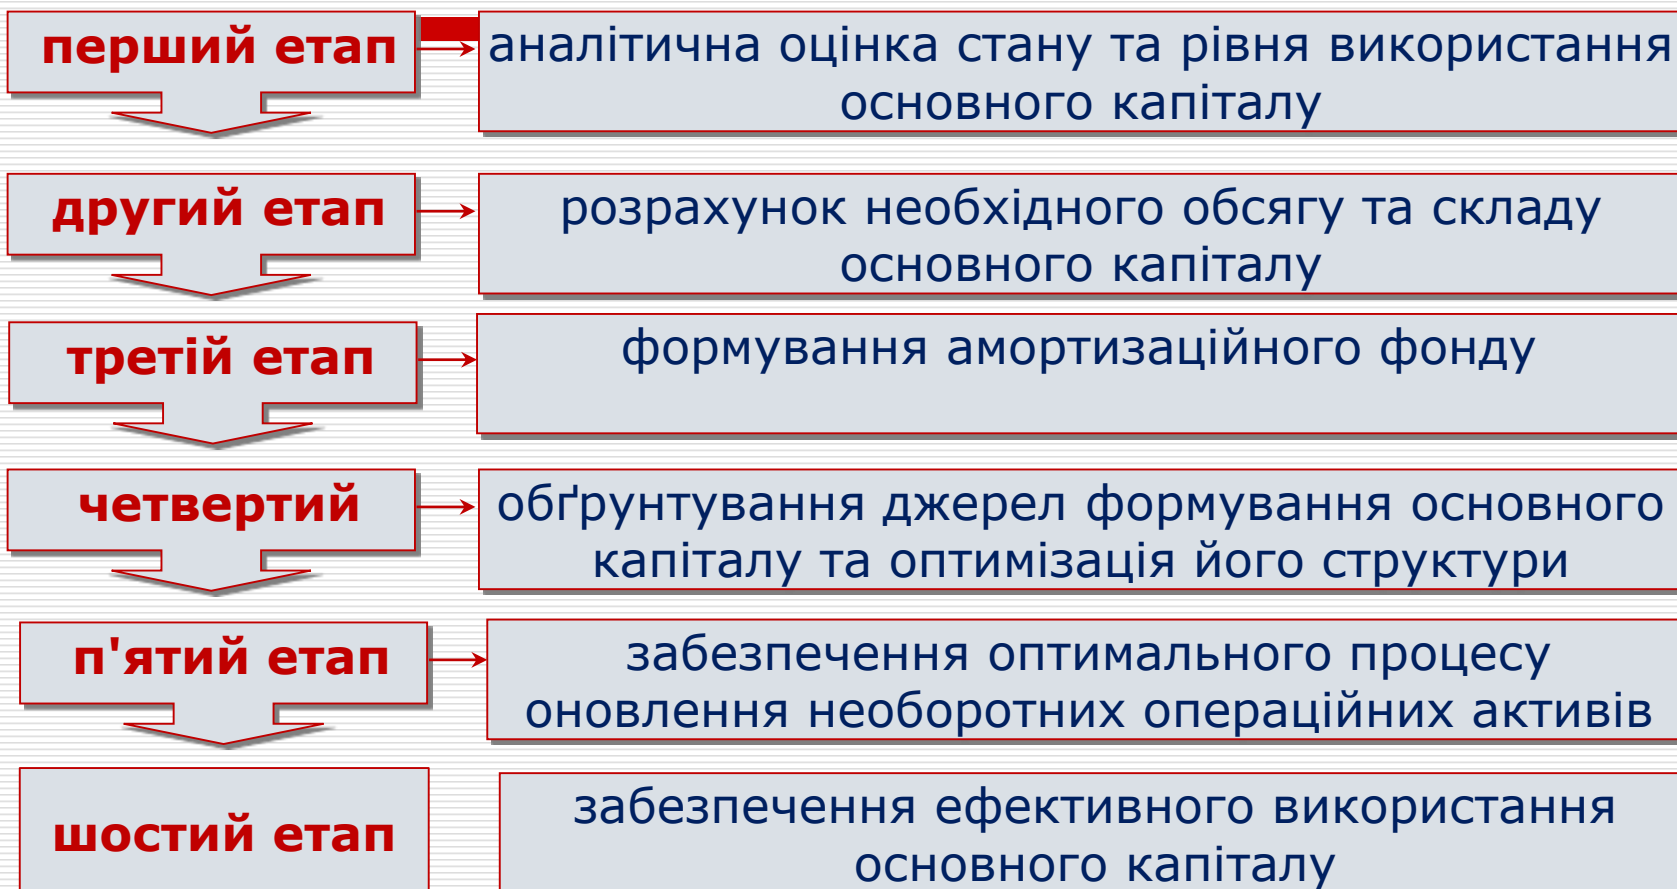 перший етап
аналітична оцінка стану та рівня використання
основного капіталу
другий етап
розрахунок необхідного обсягу та складу
основного капіталу
третій етап
формування амортизаційного фонду
четвертий
обґрунтування джерел формування основного
капіталу та оптимізація його структури
п'ятий етап
забезпечення оптимального процесу
оновлення необоротних операційних активів
шостий етап
забезпечення ефективного використання
основного капіталу